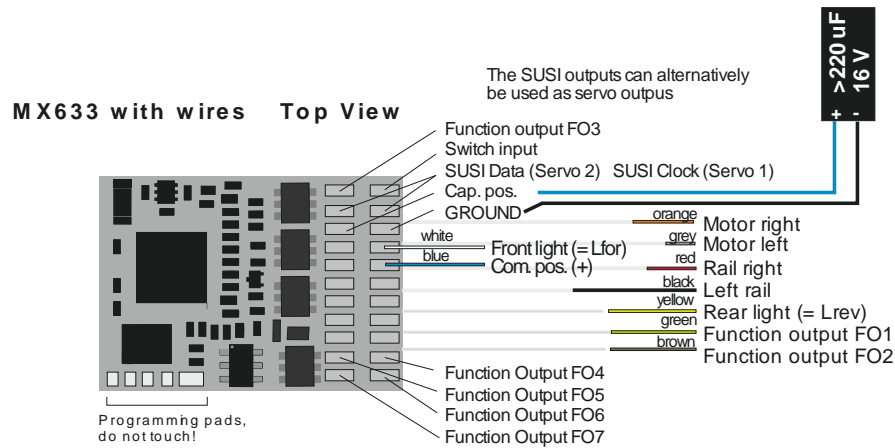 The SUSI outputs can alternatively
be used as servo outpus
>220uF
16 V
+ -
MX633 with wires Top View
Function output FO3
Switch input
SUSI Data (Servo 2) SUSI Clock (Servo 1)
Cap. pos.
GROUND
orange
Motor right
white
grey
Motor left
Front light (= Lfor)
blue
Com. pos. (+)
red
Rail right
black
Left rail
yellow
Rear light (= Lrev)
green
Function output FO1
brown
Function output FO2
Function Output FO4
Function Output FO5
Function Output FO6
Function Output FO7
Programming pads,
do not touch!